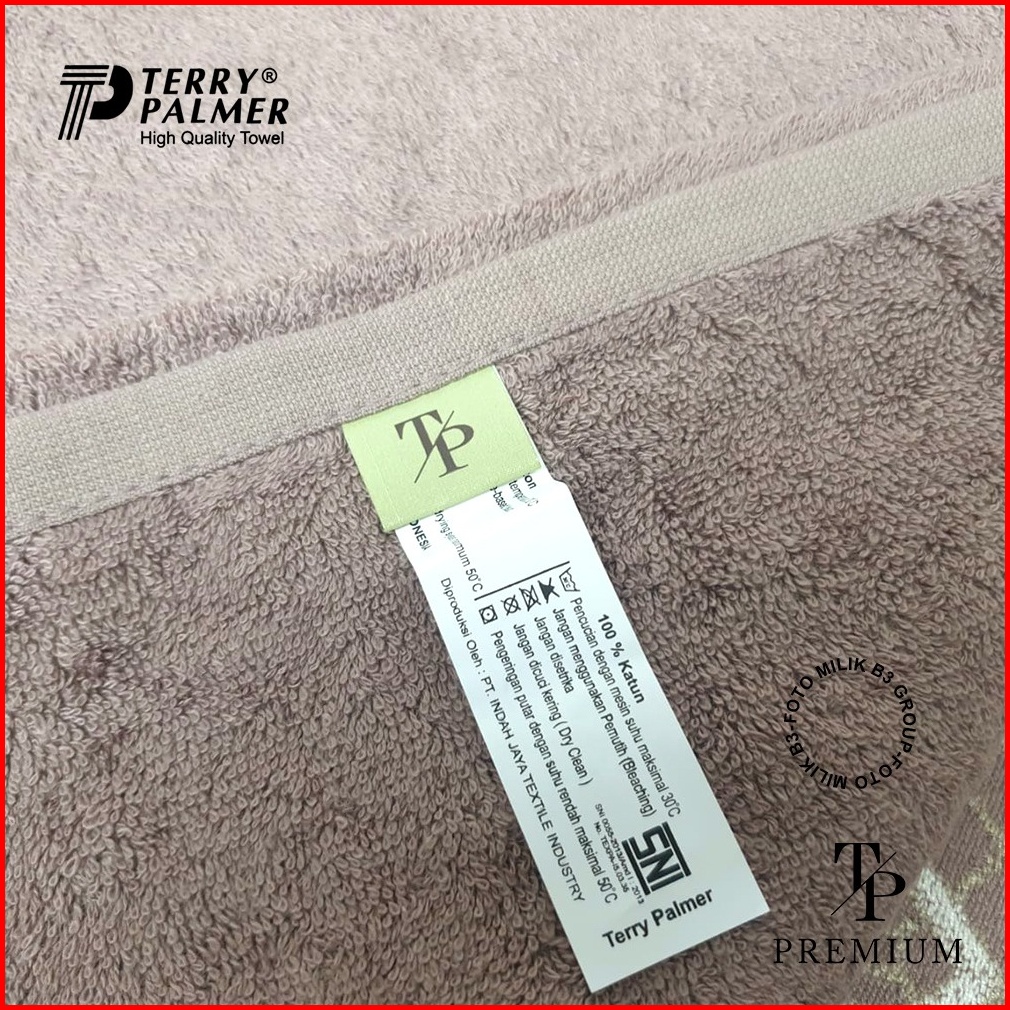 TERRY®
PALMER
High Quality Towel
TP
100 % Katun
Pencucian dengan mesin suhu maksimal 30°C
Jangan menggunakan Pemutih (Bleaching)
Jangan disetrika
Jangan dicuci kering ( Dry Clean )
Pengeringan putar dengan suhu rendah maksimal 50°C
Diproduksi Oleh : PT. INDAH JAYA TEXTILE INDUSTRY
SNI
Terry Palmer
B3-FOTO MILIK B3 GROUP-FOTO MILIK
TP
PREMIUM